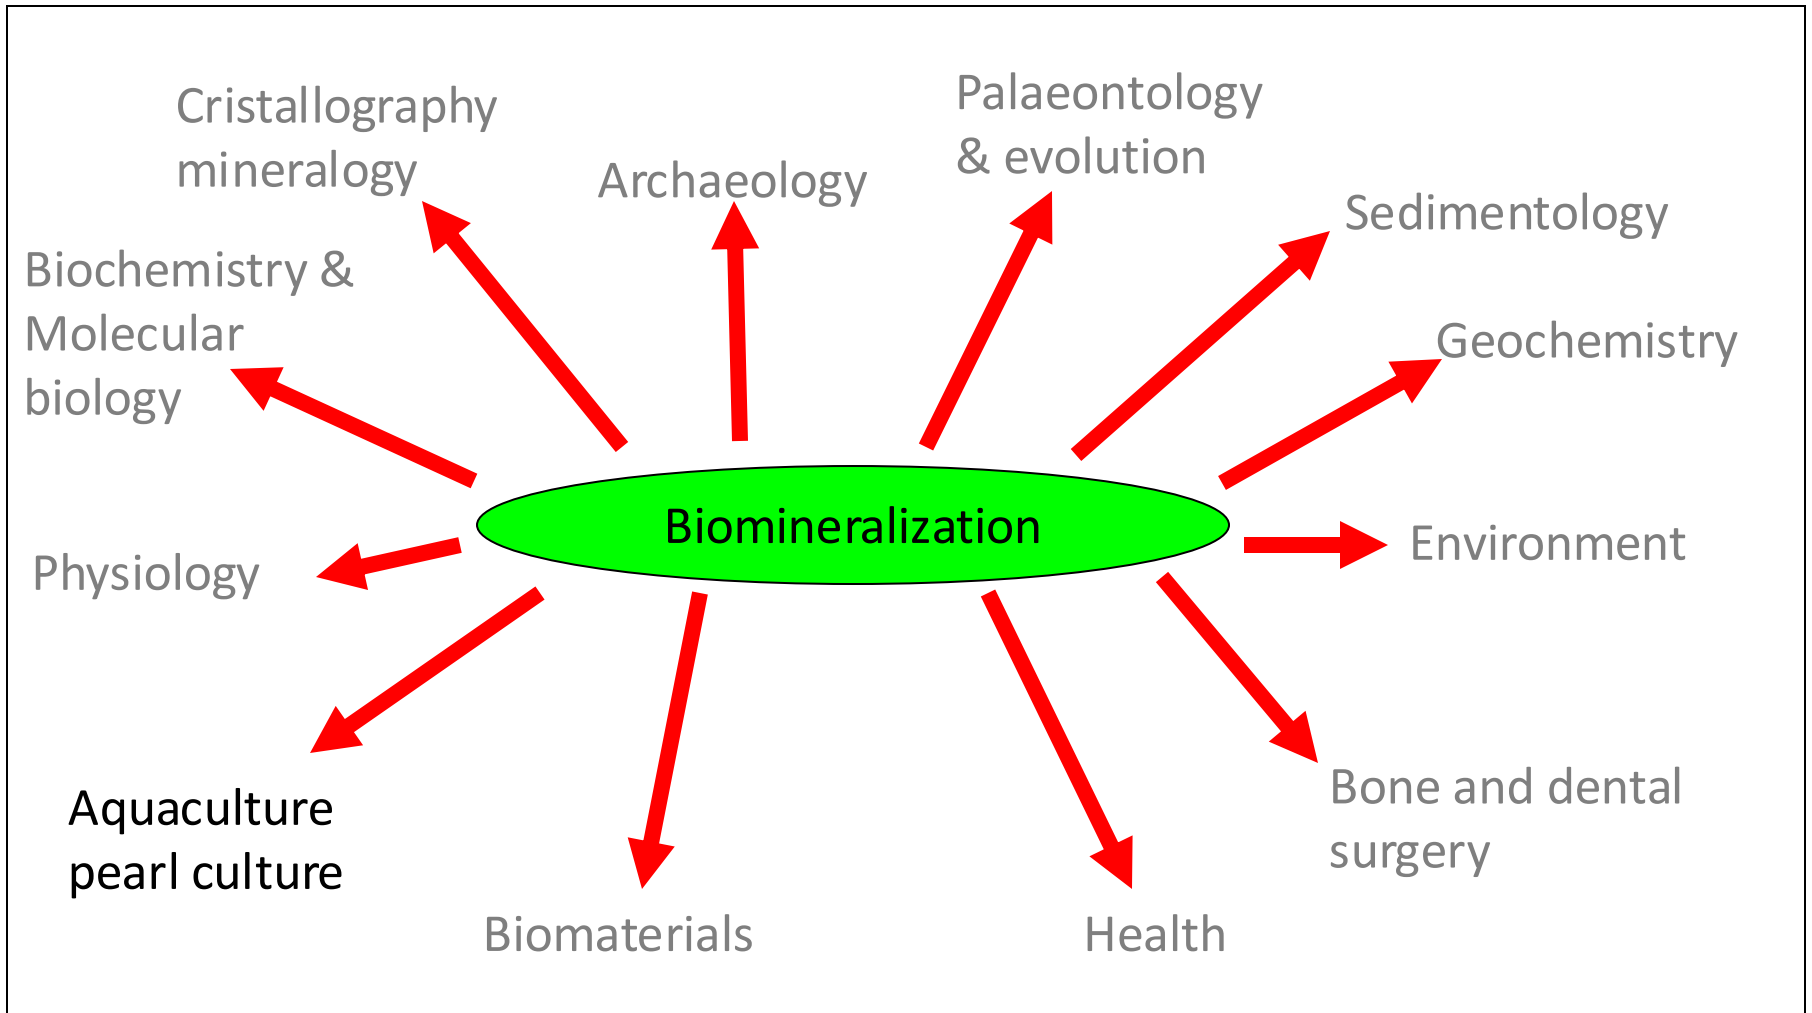 Cristallography
mineralogy
Archaeology
Palaeontology
& evolution
Sedimentology
Biochemistry &
Molecular
biology
Geochemistry
Biomineralization
Physiology
Environment
Aquaculture
pearl culture
Bone and dental
surgery
Biomaterials
Health